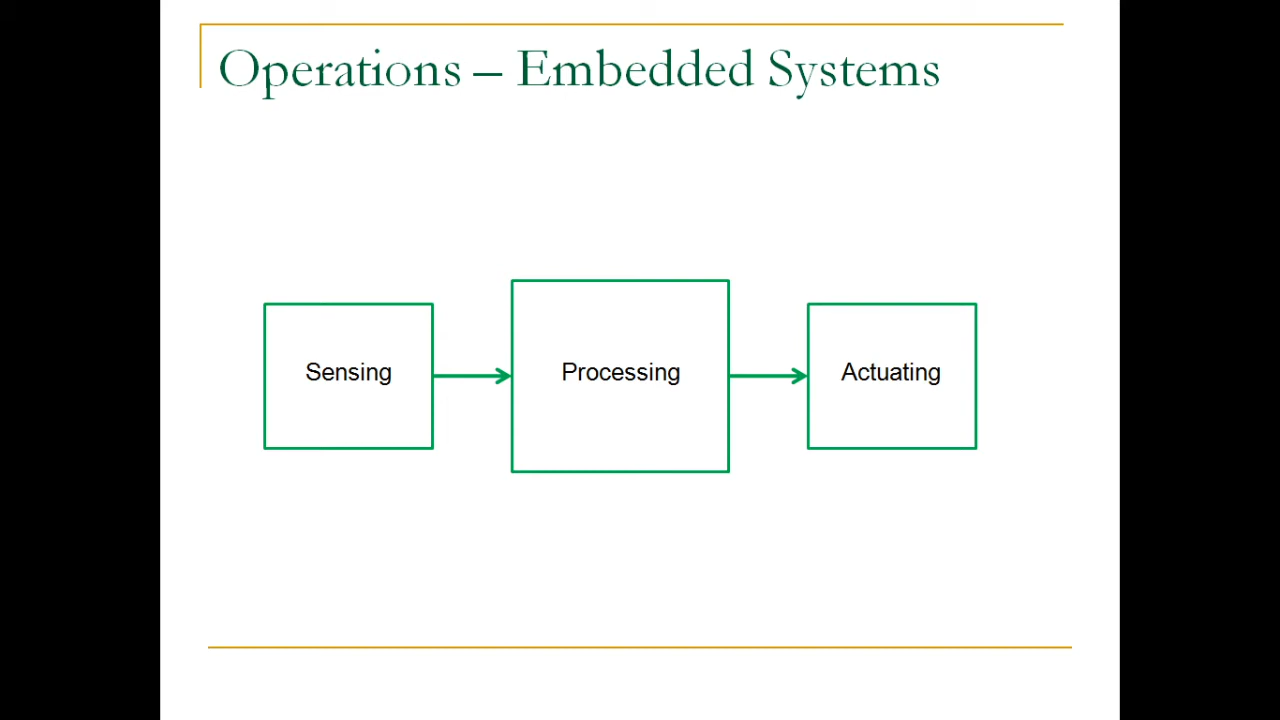 Operations – Embedded Systems
Sensing
Processing
Actuating